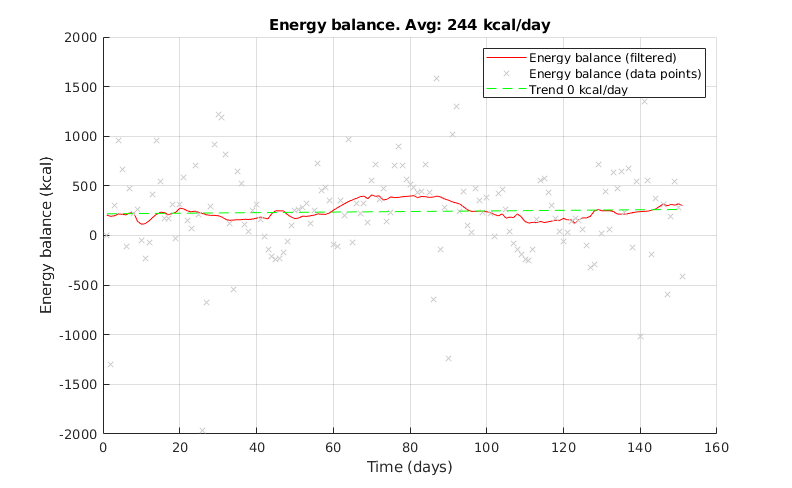 Energy balance. Avg: 244 kcal/day
Energy balance (kcal)
2000
1500
1000
500
0
-500
-1000
-1500
-2000
Energy balance (filtered)
Energy balance (data points)
Trend 0 kcal/day
0 20 40 60 80 100 120 140 160
Time (days)